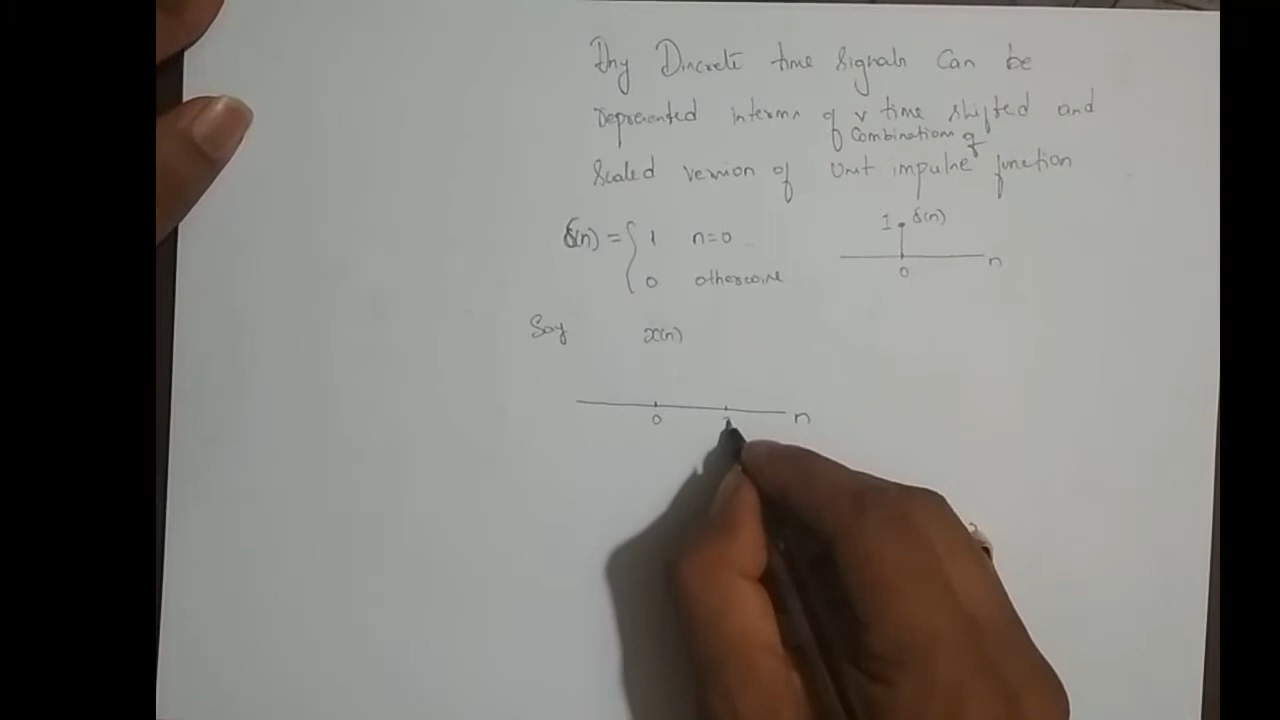 Any Discrete time signals can be
represented interms of v time shifted and
combination of
scaled version of unit impulse function
δ(n) = { 1 n=0
0 otherwise
1 δ(n)
0 n
Say x(n)
0 n